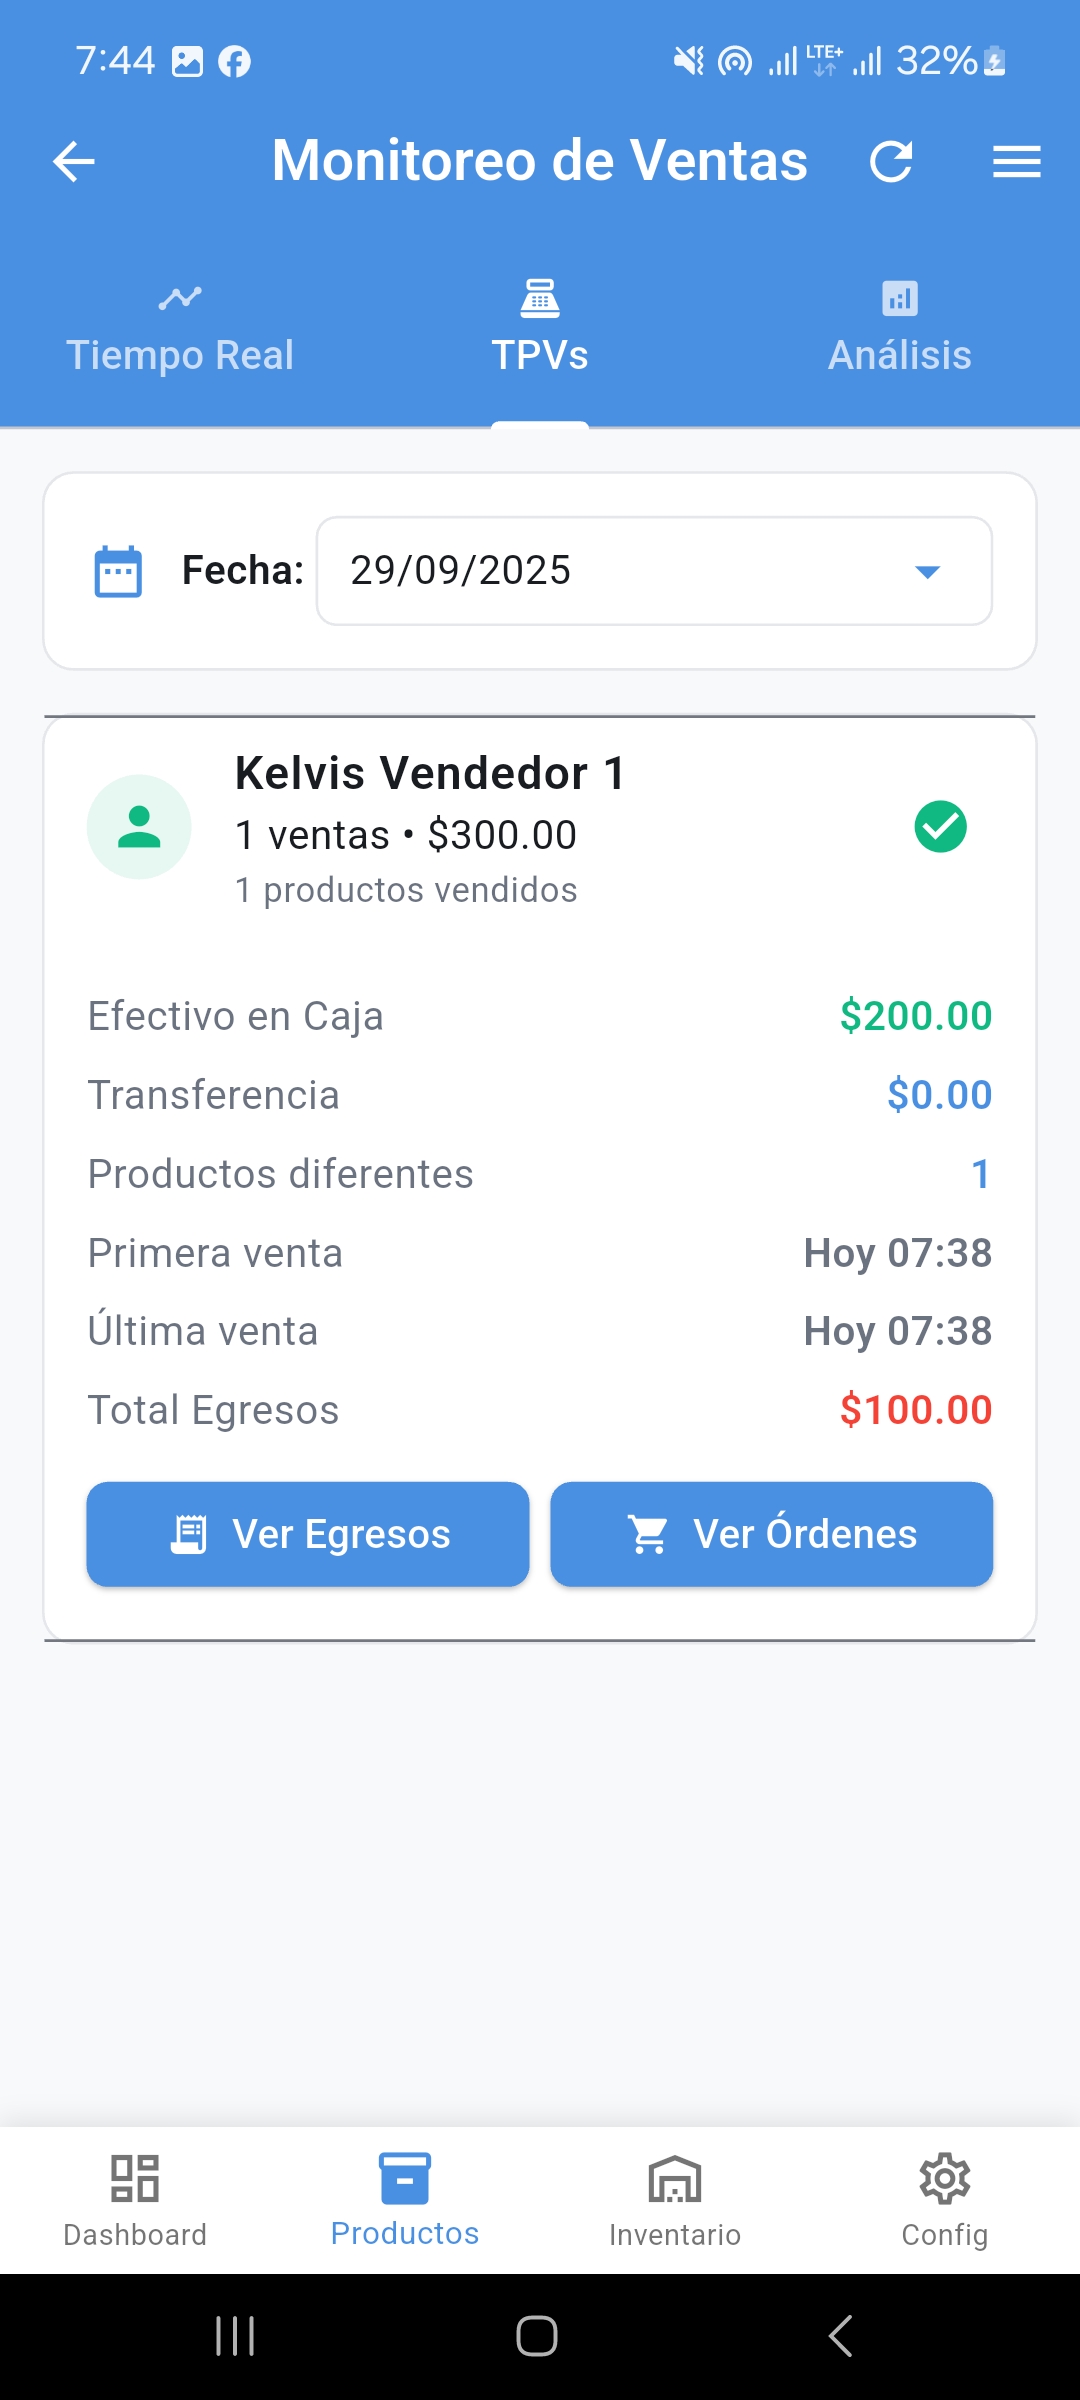 7:44 LTE+ 32%
Monitoreo de Ventas
Tiempo Real TPVs Análisis
Fecha: 29/09/2025
Kelvis Vendedor 1
1 ventas • $300.00
1 productos vendidos
Efectivo en Caja $200.00
Transferencia $0.00
Productos diferentes 1
Primera venta Hoy 07:38
Última venta Hoy 07:38
Total Egresos $100.00
Ver Egresos Ver Órdenes
Dashboard Productos Inventario Config